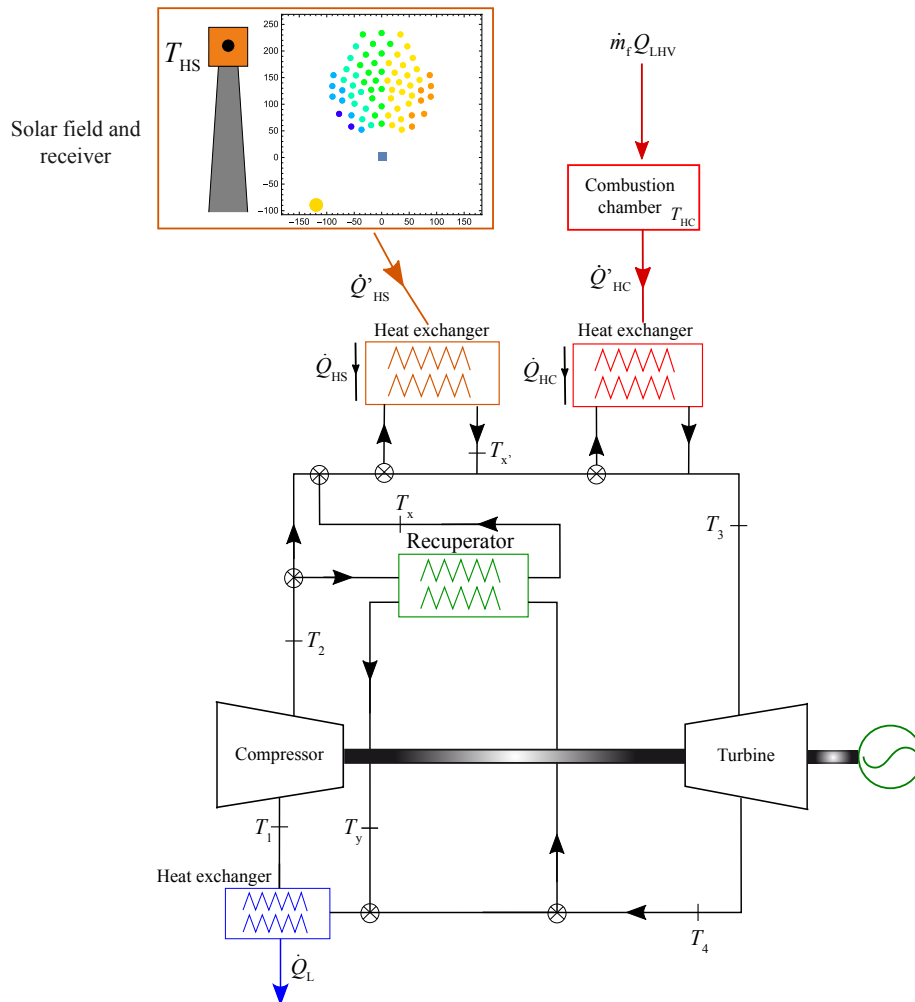 T_HS
Solar field and
receiver
250
200
150
100
50
0
−50
−100
−150
−100
−50
0
50
100
150
ṁ_f Q_LHV
Combustion
chamber
T_HC
Q̇’_HS
Q̇’_HC
Heat exchanger
Heat exchanger
Q̇_HS
Q̇_HC
T_x’
T_x
T_3
Recuperator
T_2
Compressor
Turbine
T_1
T_y
Heat exchanger
T_4
Q̇_L